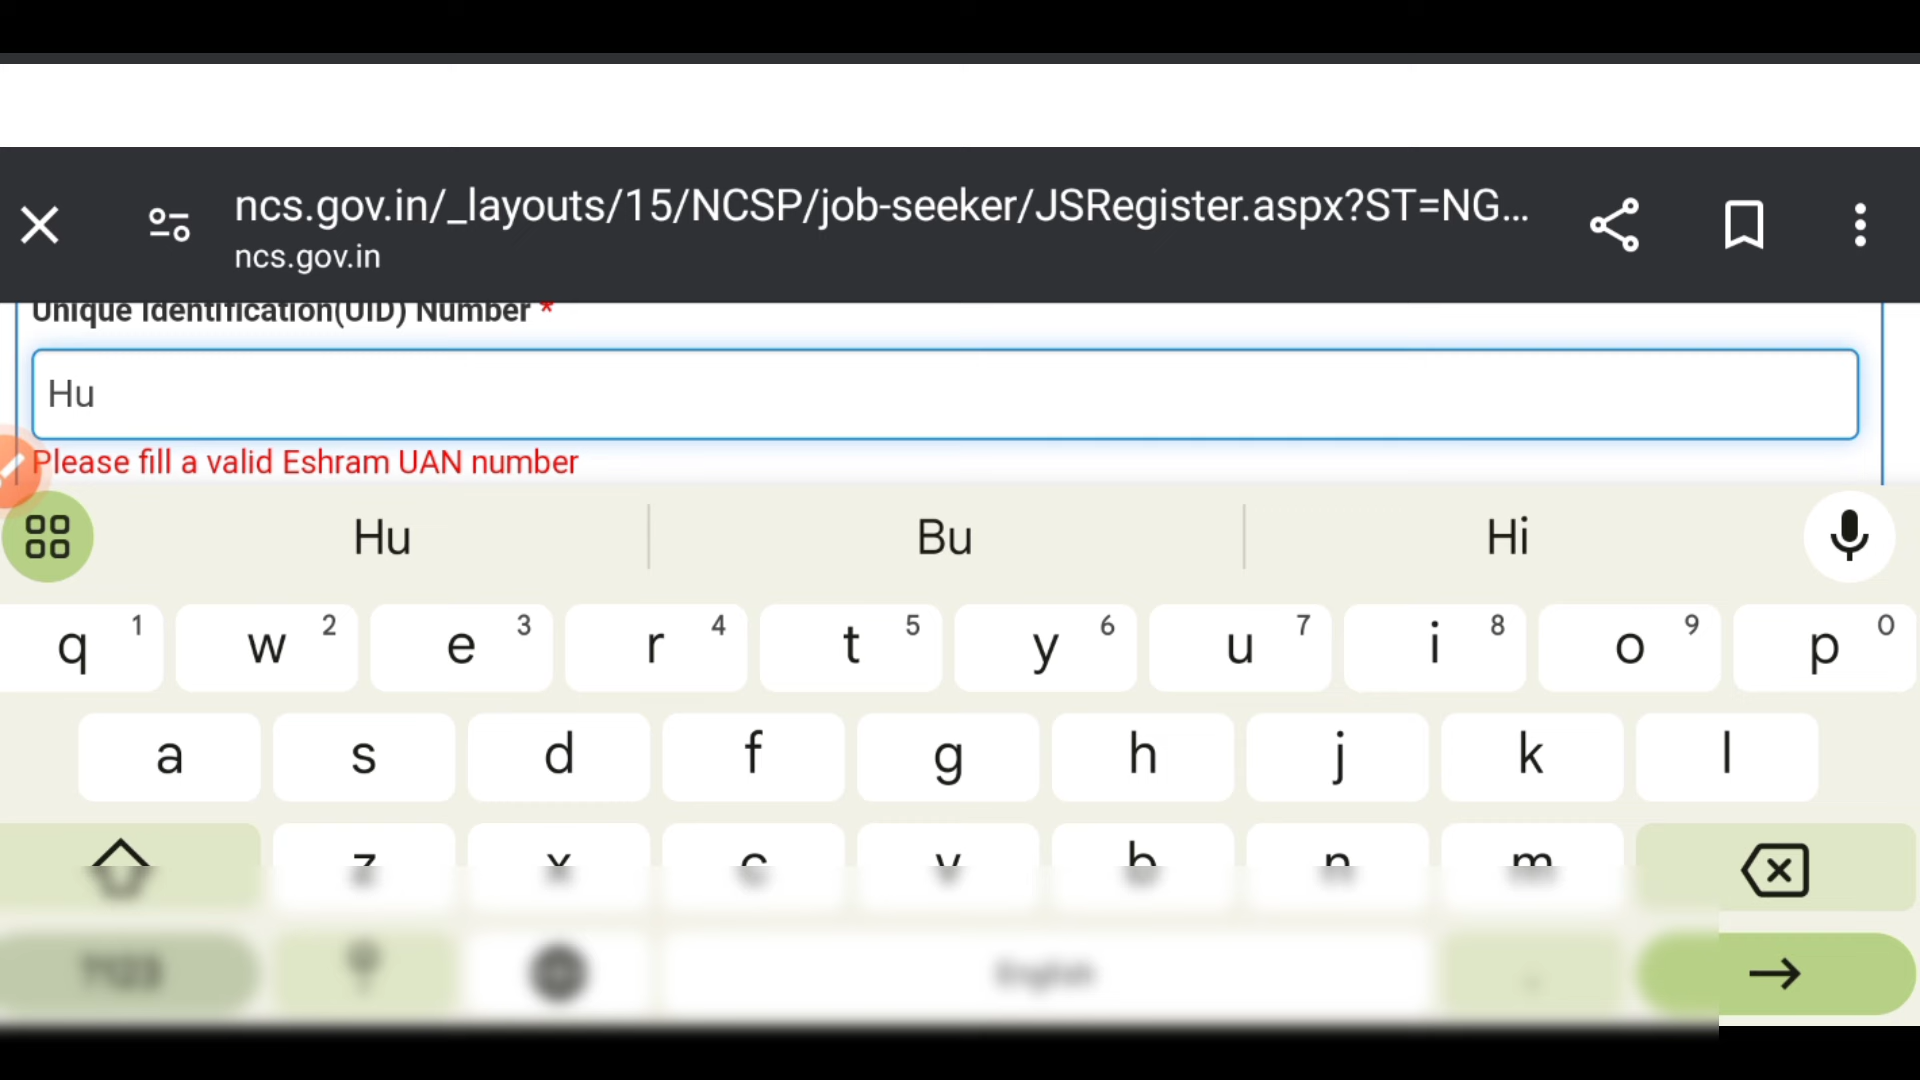 ncs.gov.in/_layouts/15/NCSP/job-seeker/JSRegister.aspx?ST=NG...
ncs.gov.in
Unique Identification(UID) Number *
Hu
Please fill a valid Eshram UAN number
Hu Bu Hi
q 1 w 2 e 3 r 4 t 5 y 6 u 7 i 8 o 9 p 0
a s d f g h j k l
z x c v b n m
?123 English .